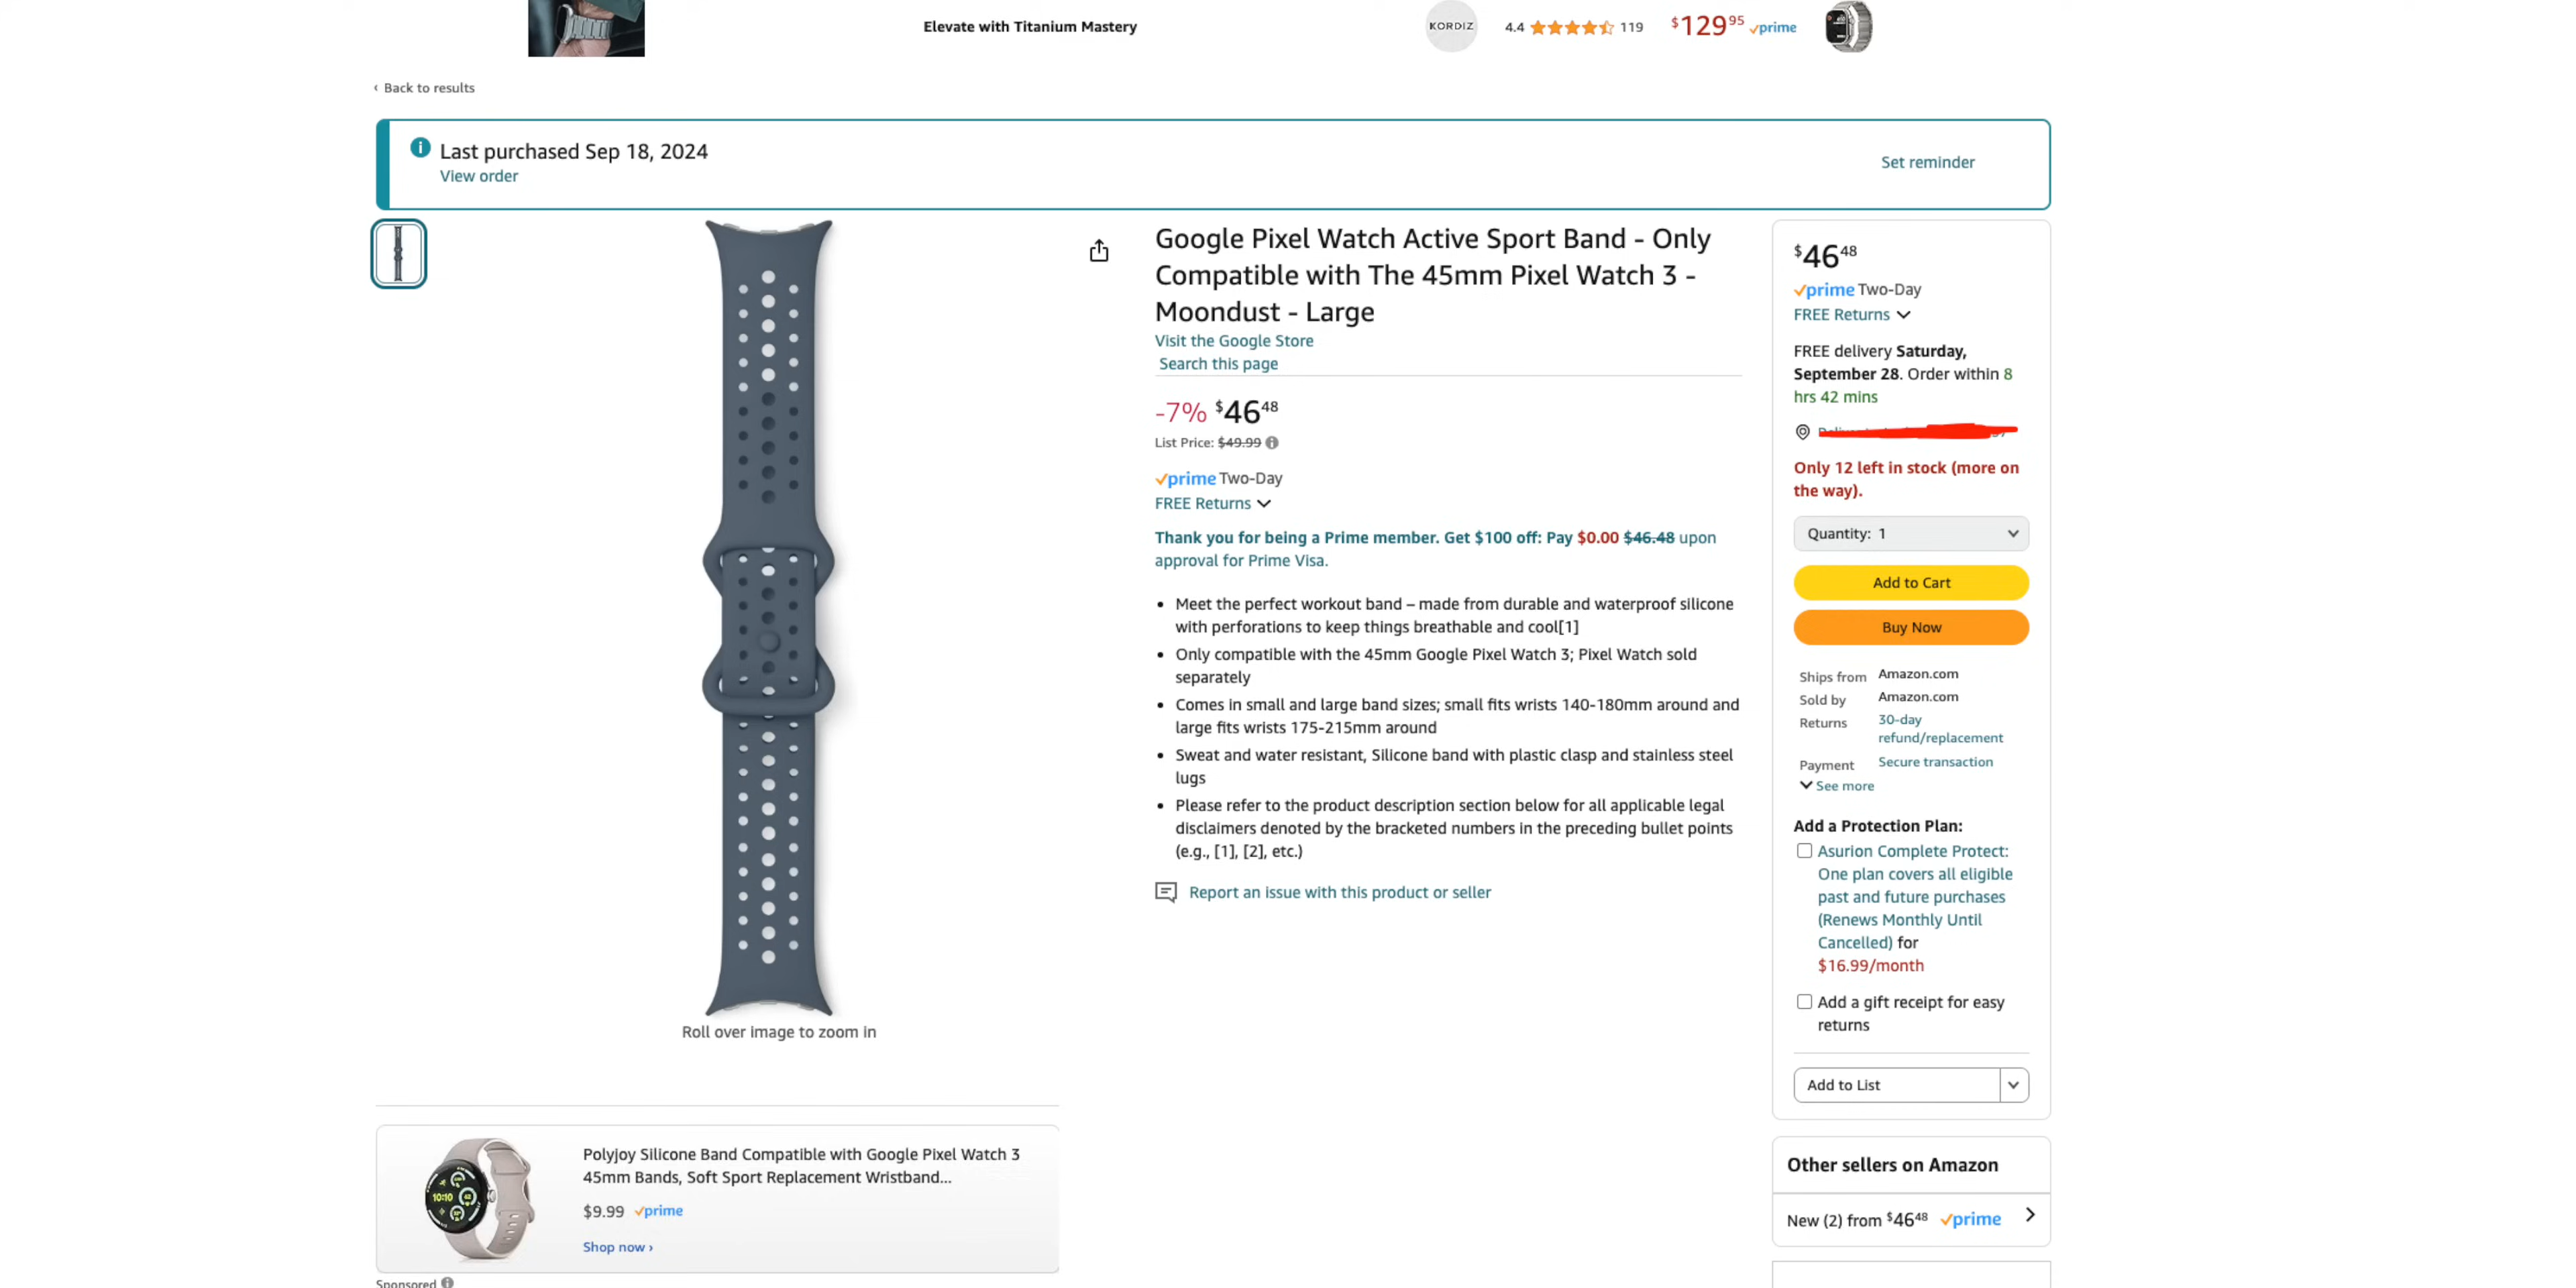 Elevate with Titanium Mastery
KORDIZ
4.4
119
$129 95
prime
‹ Back to results
Last purchased Sep 18, 2024
View order
Set reminder
Google Pixel Watch Active Sport Band - Only
Compatible with The 45mm Pixel Watch 3 -
Moondust - Large
Visit the Google Store
Search this page
-7% $46 48
List Price: $49.99
prime Two-Day
FREE Returns
Thank you for being a Prime member. Get $100 off: Pay $0.00 $46.48 upon
approval for Prime Visa.
• Meet the perfect workout band – made from durable and waterproof silicone
with perforations to keep things breathable and cool[1]
• Only compatible with the 45mm Google Pixel Watch 3; Pixel Watch sold
separately
• Comes in small and large band sizes; small fits wrists 140-180mm around and
large fits wrists 175-215mm around
• Sweat and water resistant, Silicone band with plastic clasp and stainless steel
lugs
• Please refer to the product description section below for all applicable legal
disclaimers denoted by the bracketed numbers in the preceding bullet points
(e.g., [1], [2], etc.)
Report an issue with this product or seller
Roll over image to zoom in
$46 48
prime Two-Day
FREE Returns
FREE delivery Saturday,
September 28. Order within 8
hrs 42 mins
Only 12 left in stock (more on
the way).
Quantity: 1
Add to Cart
Buy Now
Ships from Amazon.com
Sold by Amazon.com
Returns 30-day
refund/replacement
Payment Secure transaction
See more
Add a Protection Plan:
Asurion Complete Protect:
One plan covers all eligible
past and future purchases
(Renews Monthly Until
Cancelled) for
$16.99/month
Add a gift receipt for easy
returns
Add to List
Other sellers on Amazon
New (2) from $46 48 prime
Polyjoy Silicone Band Compatible with Google Pixel Watch 3
45mm Bands, Soft Sport Replacement Wristband...
10:10
$9.99 prime
Shop now ›
Sponsored